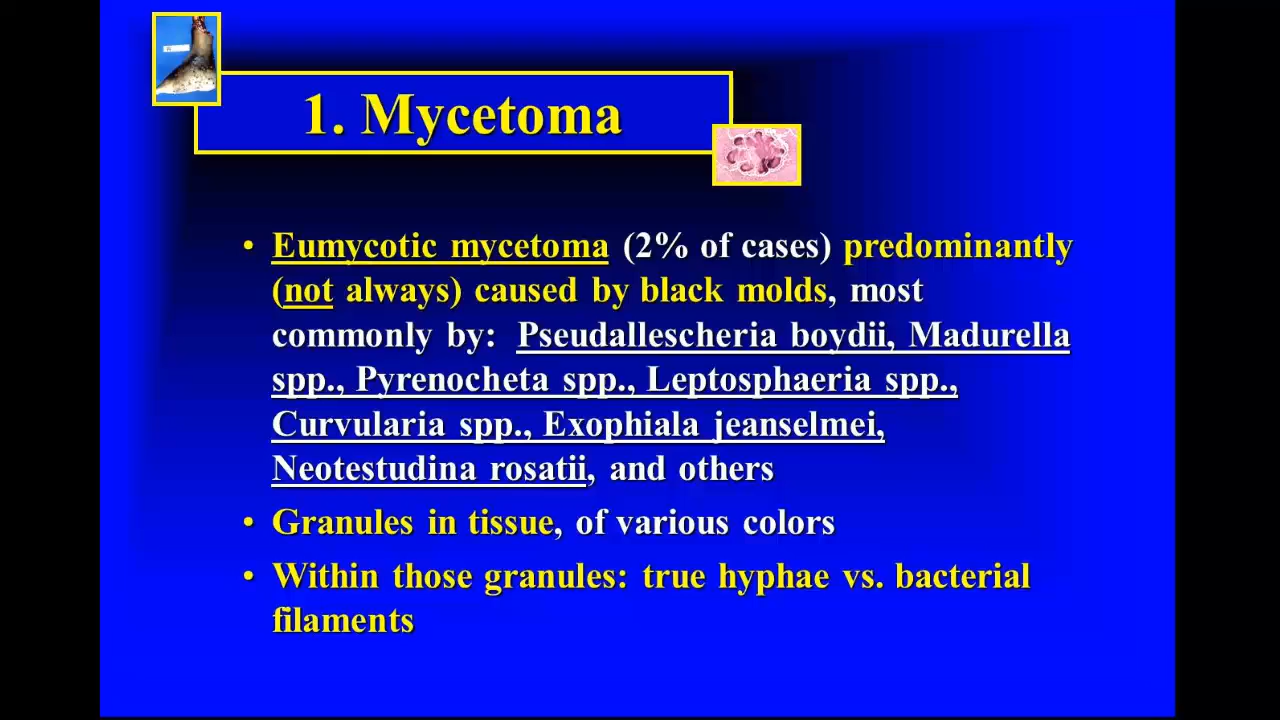 1. Mycetoma
• Eumycotic mycetoma (2% of cases) predominantly
(not always) caused by black molds, most
commonly by: Pseudallescheria boydii, Madurella
spp., Pyrenocheta spp., Leptosphaeria spp.,
Curvularia spp., Exophiala jeanselmei,
Neotestudina rosatii, and others
• Granules in tissue, of various colors
• Within those granules: true hyphae vs. bacterial
filaments